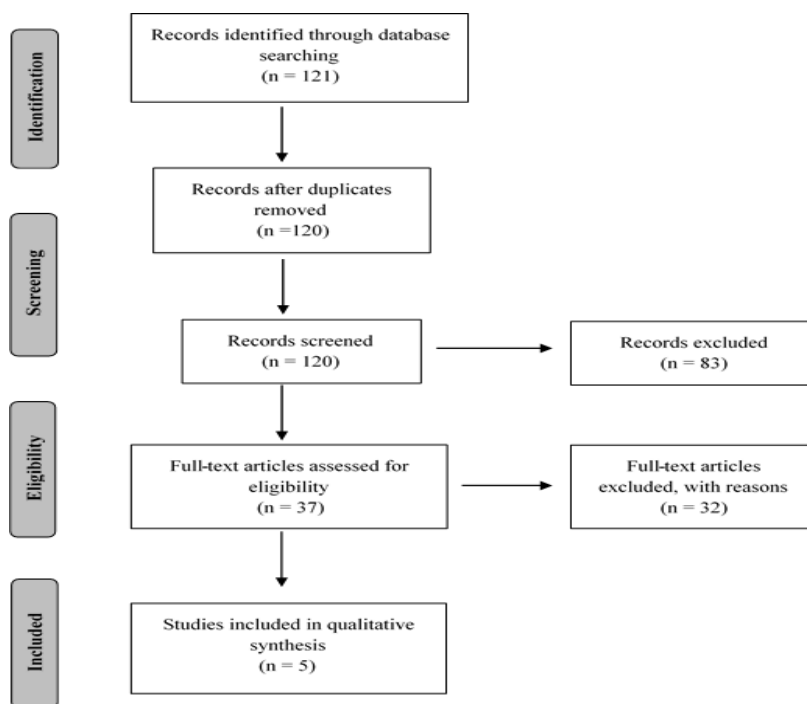 Identification
Records identified through database
searching
(n = 121)
Records after duplicates
removed
(n =120)
Screening
Records screened
(n = 120)
Records excluded
(n = 83)
Eligibility
Full-text articles assessed for
eligibility
(n = 37)
Full-text articles
excluded, with reasons
(n = 32)
Included
Studies included in qualitative
synthesis
(n = 5)